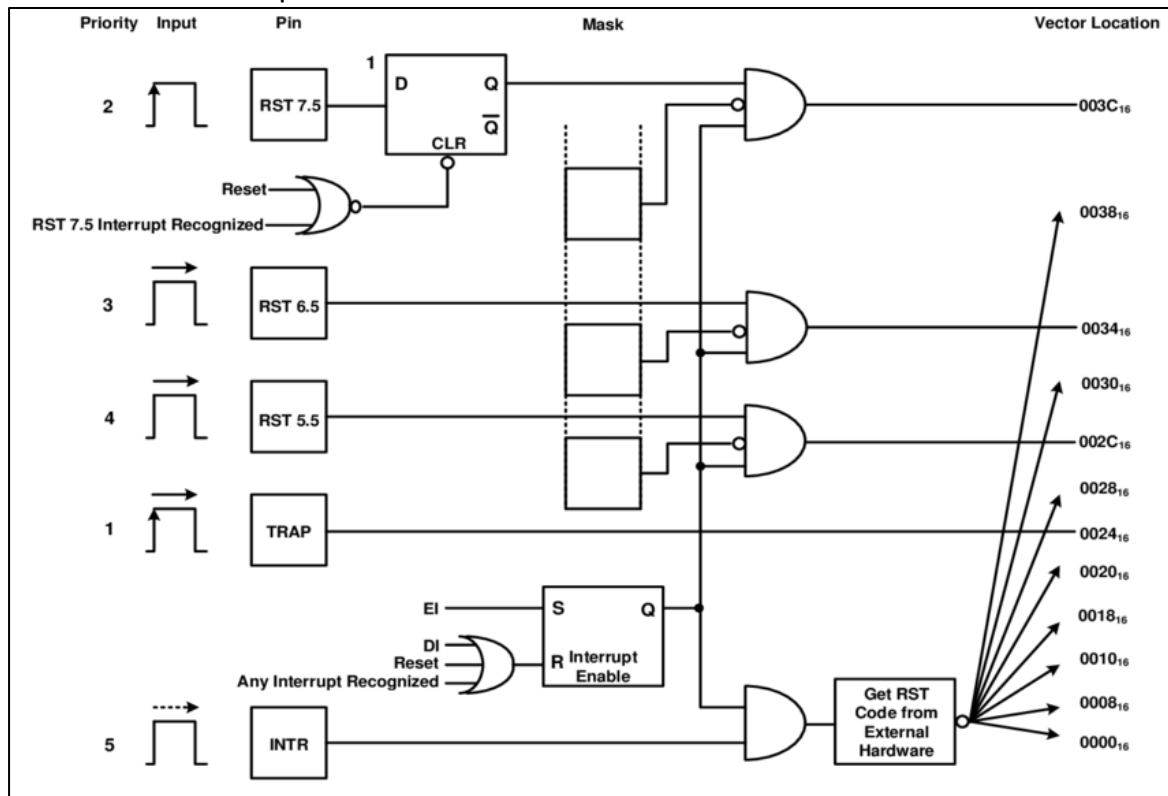 Priority Input Pin Mask Vector Location
1
D Q
2 RST 7.5 003C₁₆
Q̅
CLR
Reset
0038₁₆
RST 7.5 Interrupt Recognized
3 RST 6.5 0034₁₆
0030₁₆
4 RST 5.5 002C₁₆
0028₁₆
1 TRAP 0024₁₆
0020₁₆
EI S Q
0018₁₆
DI
Reset R Interrupt
Enable
0010₁₆
Any Interrupt Recognized
Get RST
Code from
External
Hardware
0008₁₆
5 INTR 0000₁₆